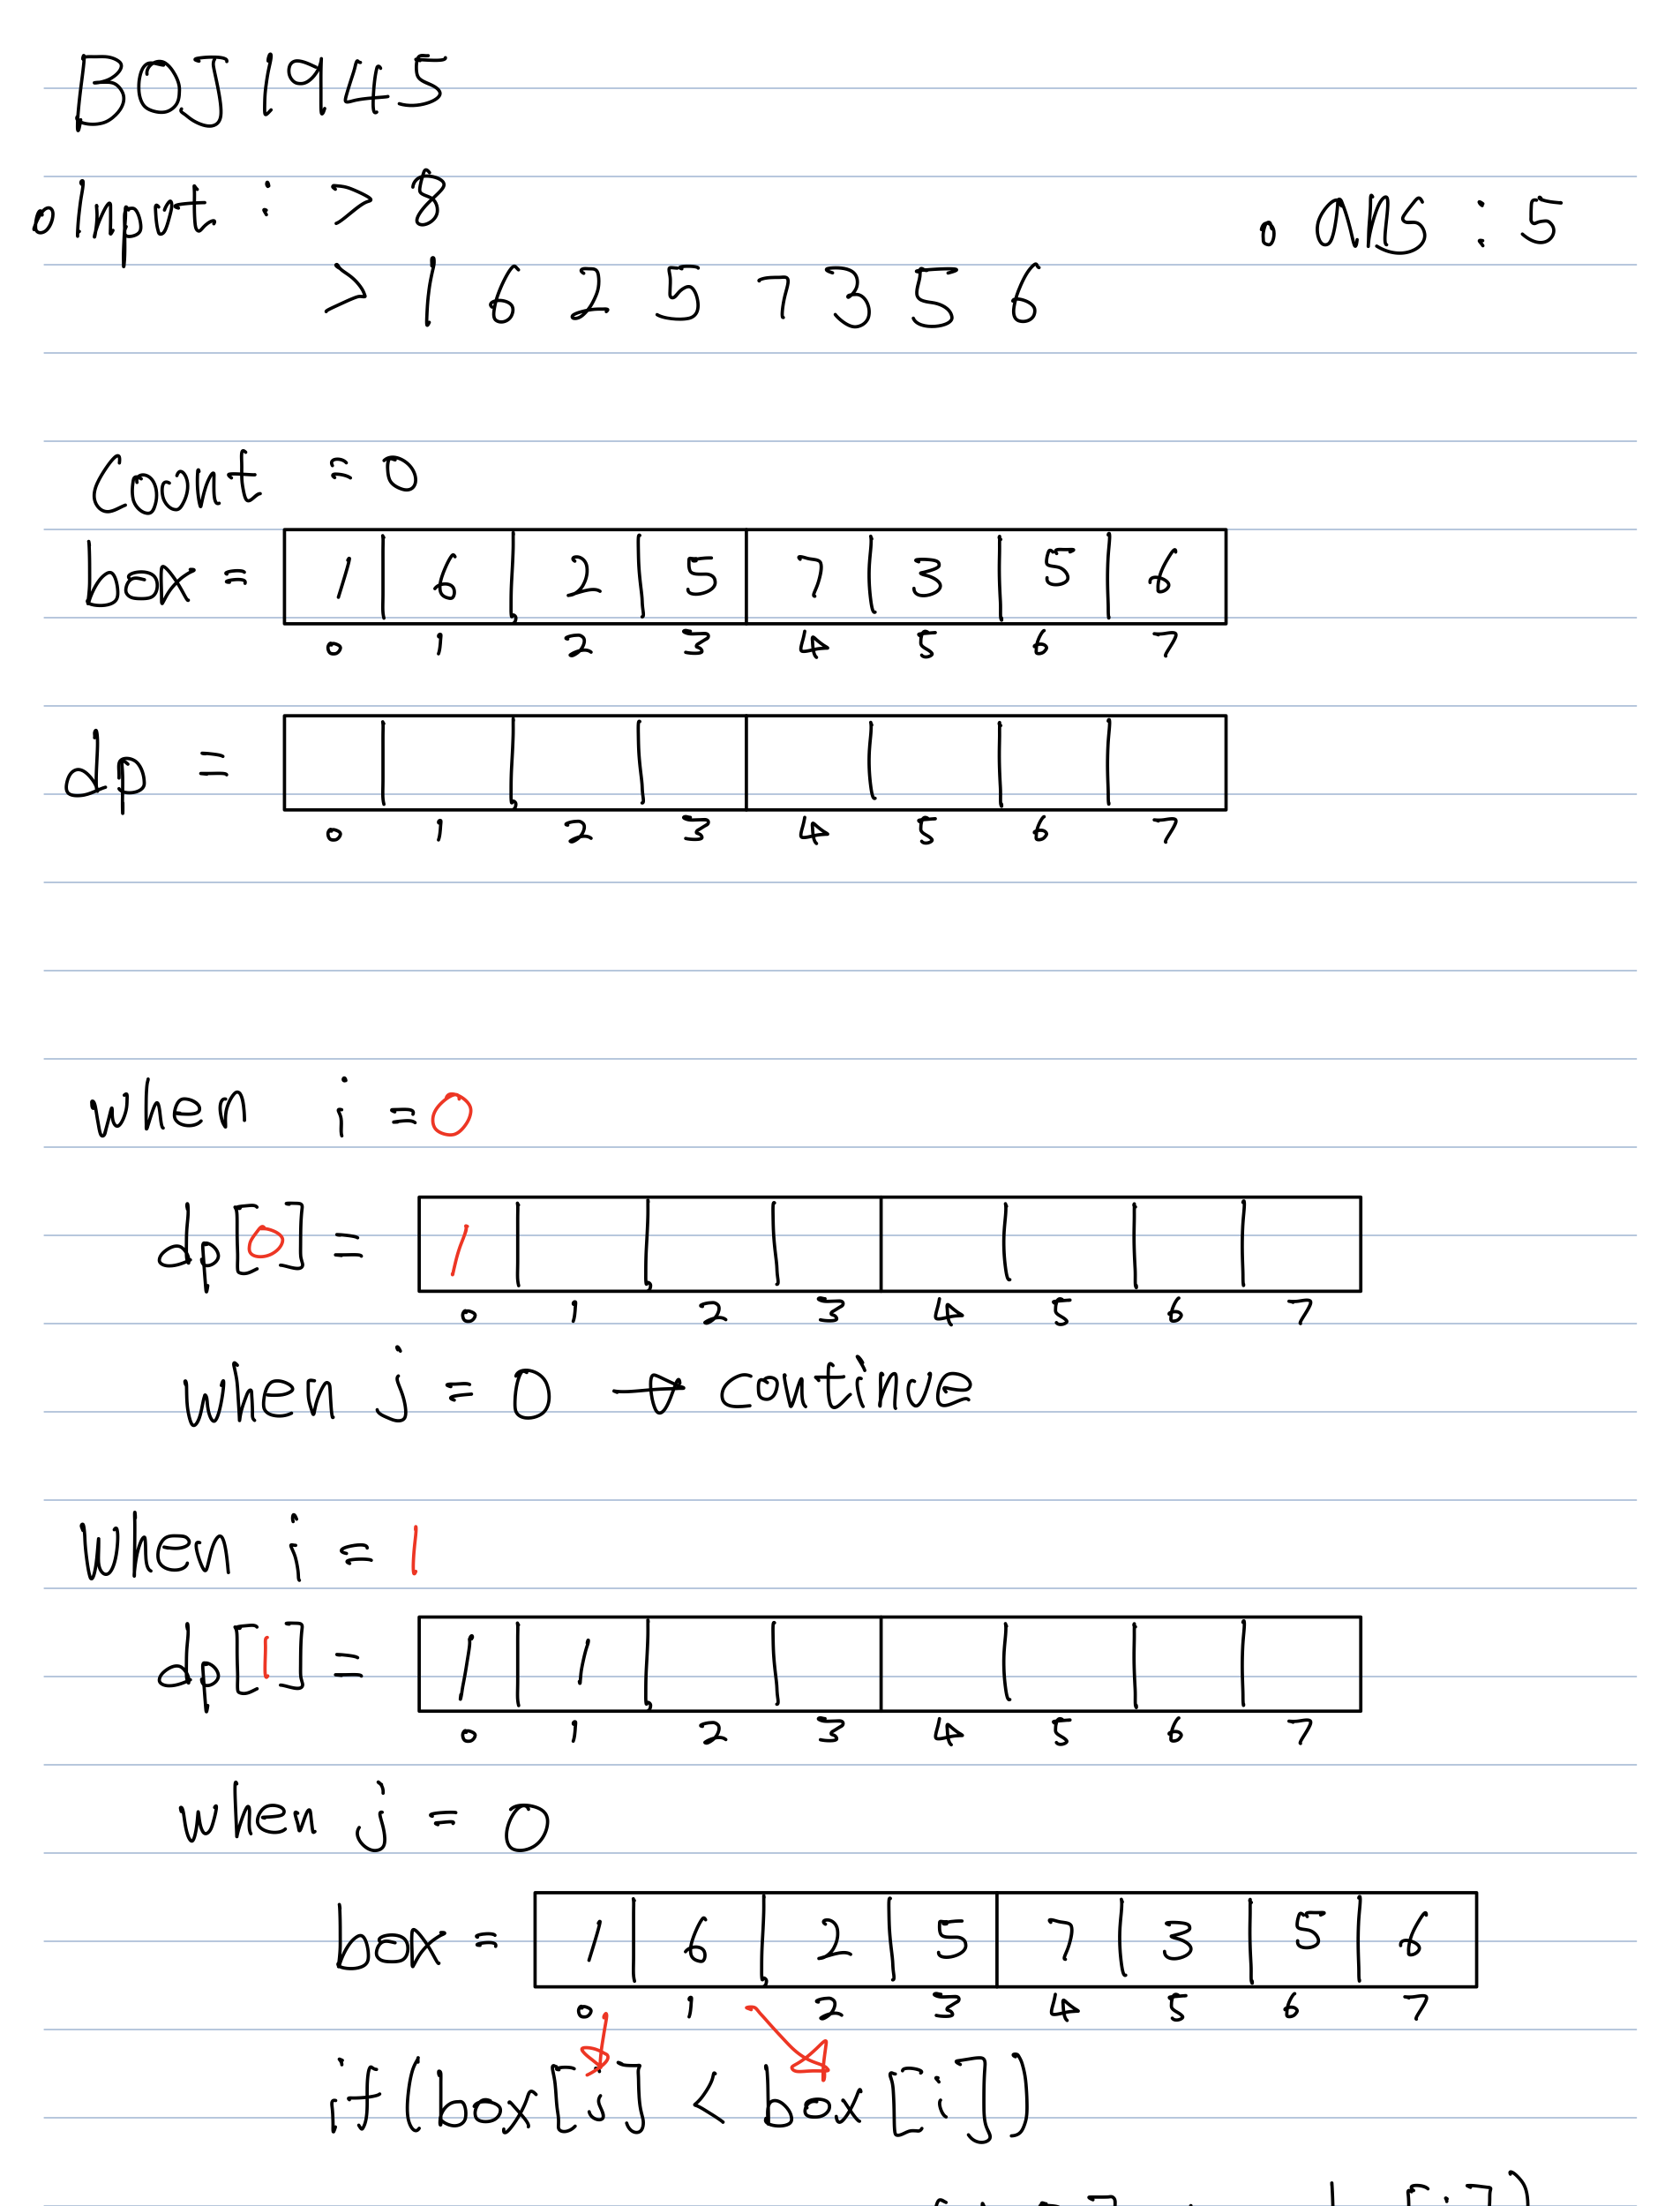 BOJ 1945
Input : > 8
ans : 5
> 1 6 2 5 7 3 5 6
Count = 0
box = 1 6 2 5 7 3 5 6
0 1 2 3 4 5 6 7
dp =
0 1 2 3 4 5 6 7
when i = 0
dp[0] = 1
0 1 2 3 4 5 6 7
when j = 0 → continue
when i = 1
dp[1] = 1 1
0 1 2 3 4 5 6 7
when j = 0
box = 1 6 2 5 7 3 5 6
0 1 2 3 4 5 6 7
if(box[j] < box[i])